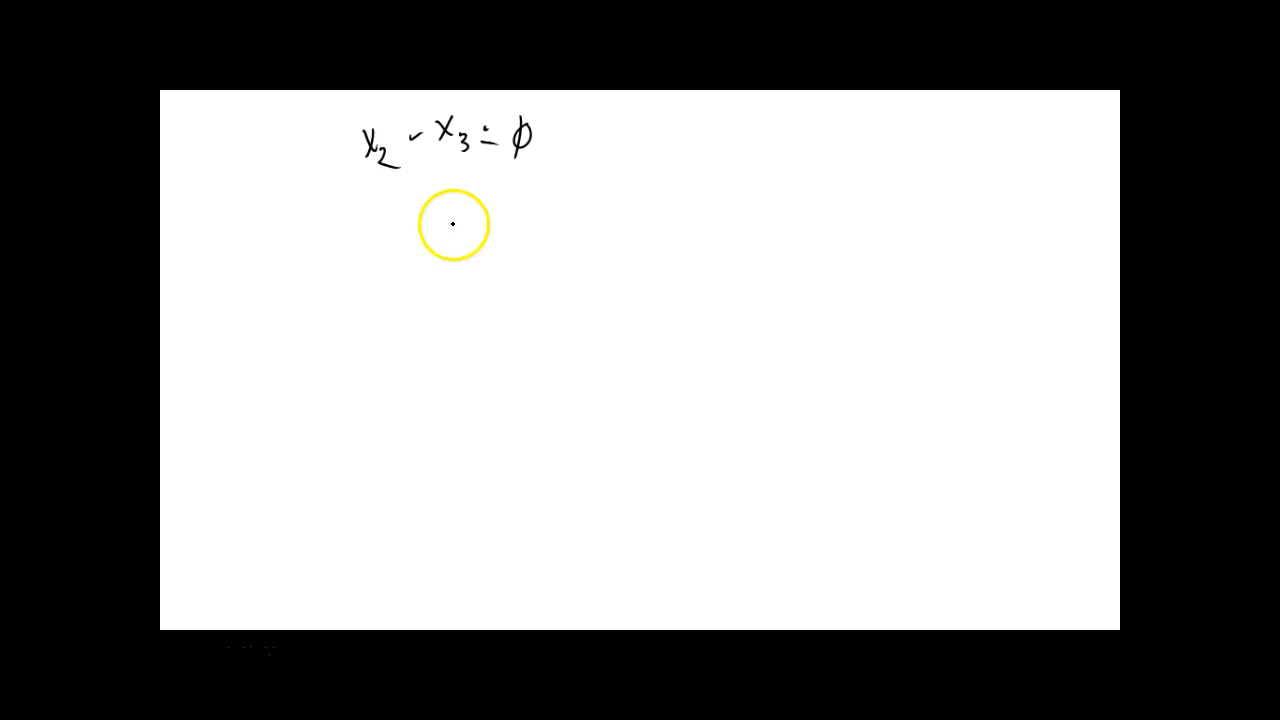 x₂ - x₃ = ϕ